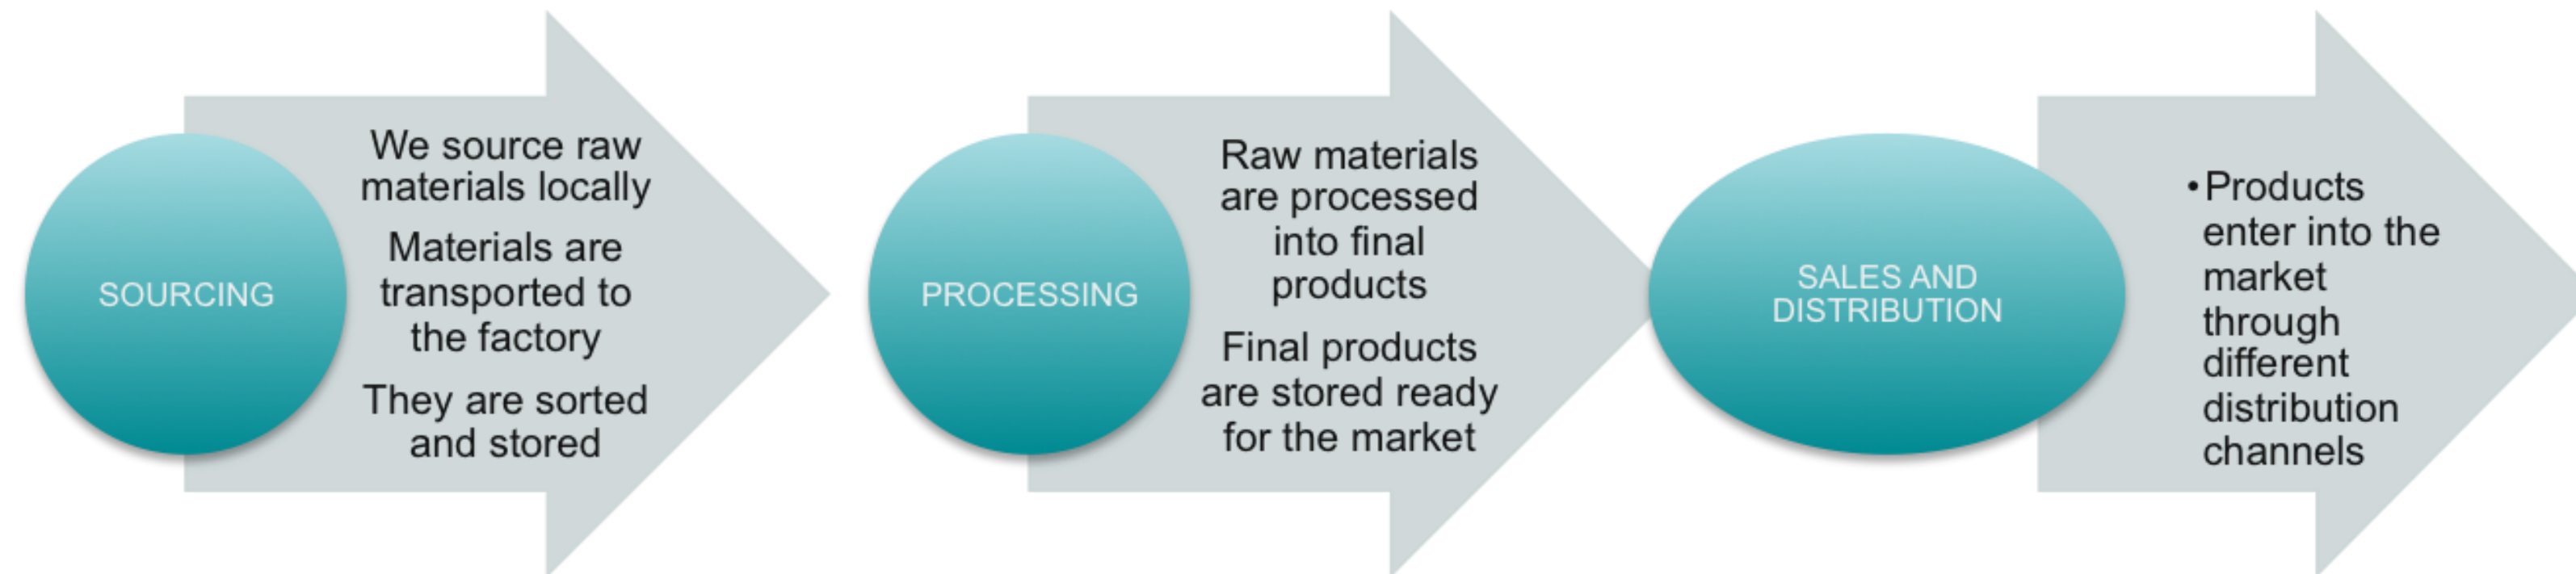 SOURCING
We source raw
materials locally
Materials are
transported to
the factory
They are sorted
and stored
PROCESSING
Raw materials
are processed
into final
products
Final products
are stored ready
for the market
SALES AND
DISTRIBUTION
•Products
enter into the
market
through
different
distribution
channels